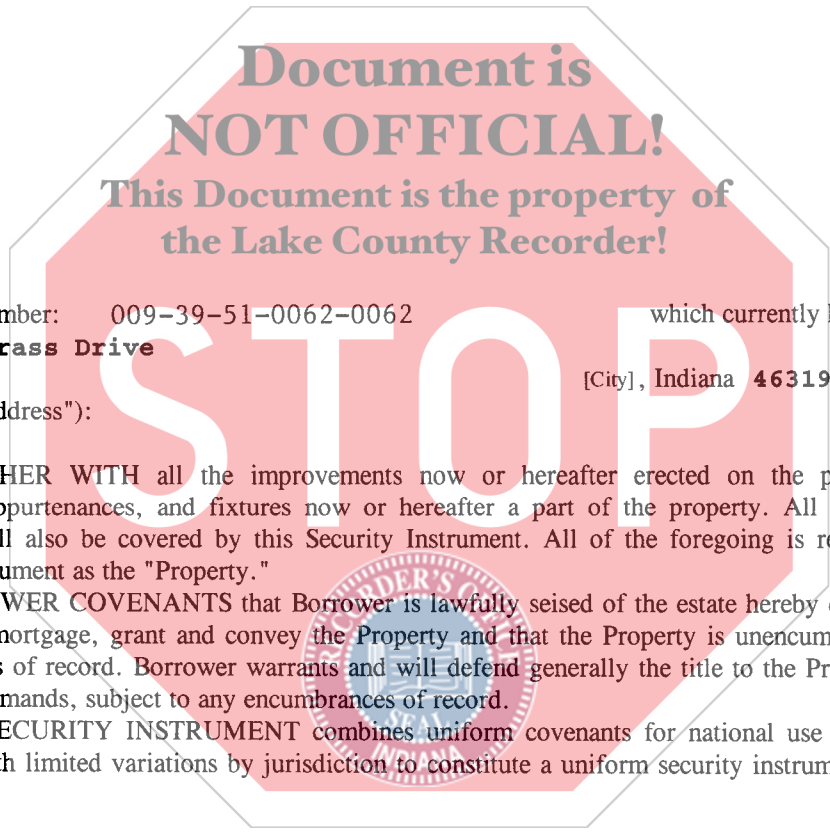 Document is
NOT OFFICIAL!
This Document is the property of
the Lake County Recorder!
STOP
mber: 009-39-51-0062-0062 which currently
rass Drive
[City], Indiana 46319
ddress"):
HER WITH all the improvements now or hereafter erected on the p
ppurtenances, and fixtures now or hereafter a part of the property. All
ll also be covered by this Security Instrument. All of the foregoing is re
ument as the "Property."
WER COVENANTS that Borrower is lawfully seised of the estate hereby
mortgage, grant and convey the Property and that the Property is unencum
s of record. Borrower warrants and will defend generally the title to the Pr
mands, subject to any encumbrances of record.
ECURITY INSTRUMENT combines uniform covenants for national use
th limited variations by jurisdiction to constitute a uniform security instrum
RECORDER'S OFFICE
SEAL
INDIANA